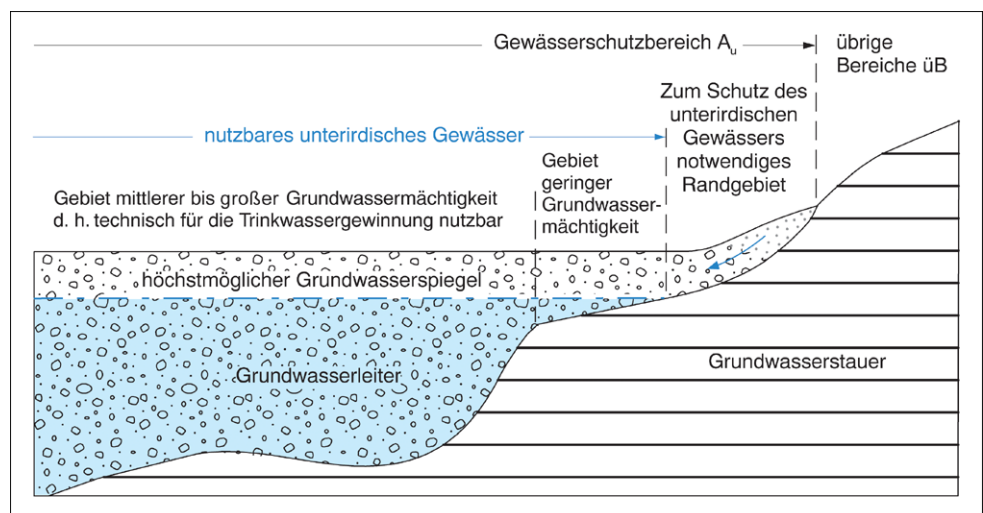 Gewässerschutzbereich Au
übrige
Bereiche üB
Zum Schutz des
unterirdischen
Gewässers
notwendiges
Randgebiet
nutzbares unterirdisches Gewässer
Gebiet
geringer
Grundwasser-
mächtigkeit
Gebiet mittlerer bis großer Grundwassermächtigkeit
d. h. technisch für die Trinkwassergewinnung nutzbar
höchstmöglicher Grundwasserspiegel
Grundwasserleiter
Grundwasserstauer